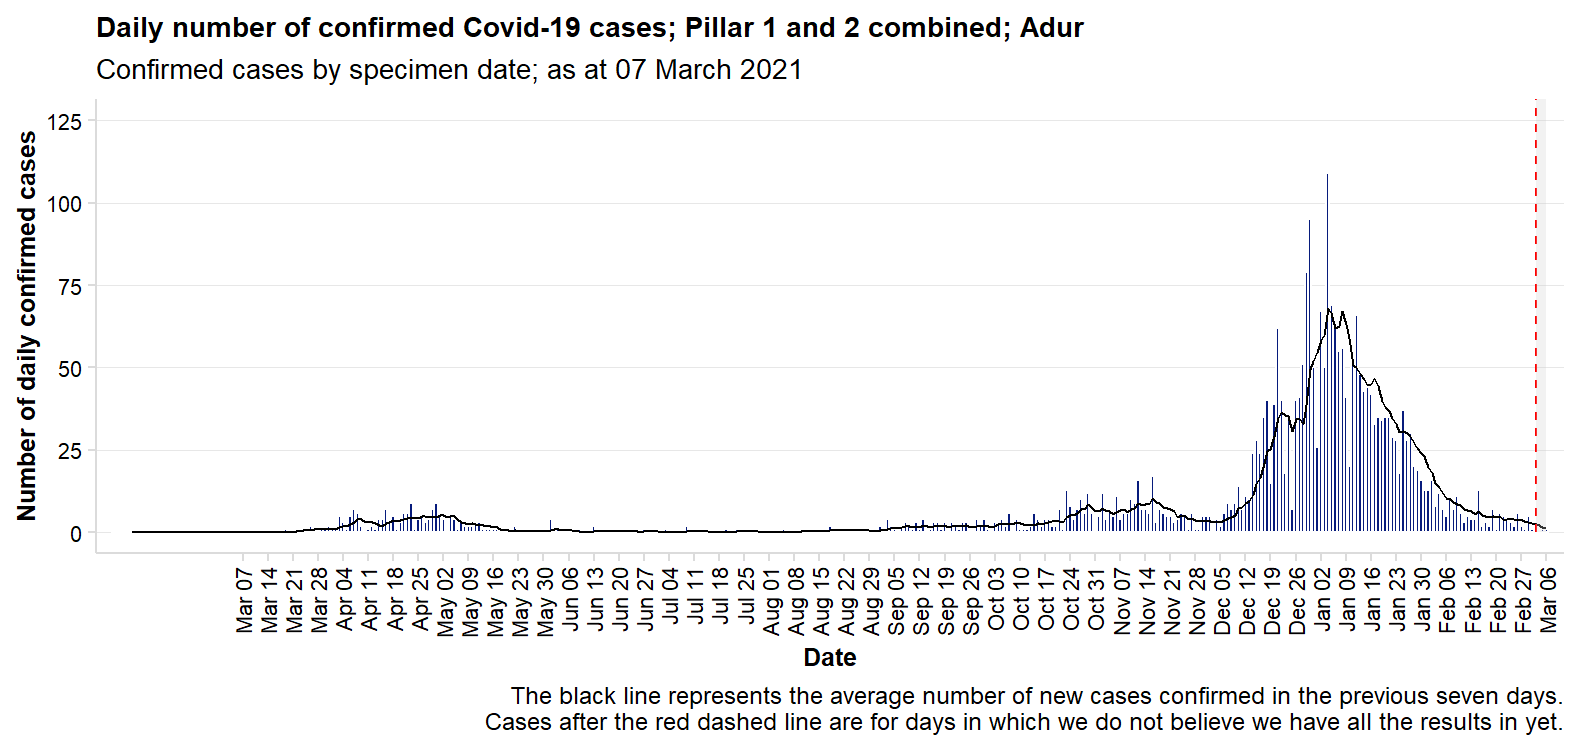 Daily number of confirmed Covid-19 cases; Pillar 1 and 2 combined; Adur
Confirmed cases by specimen date; as at 07 March 2021
Number of daily confirmed cases
125
100
75
50
25
0
Mar 07
Mar 14
Mar 21
Mar 28
Apr 04
Apr 11
Apr 18
Apr 25
May 02
May 09
May 16
May 23
May 30
Jun 06
Jun 13
Jun 20
Jun 27
Jul 04
Jul 11
Jul 18
Jul 25
Aug 01
Aug 08
Aug 15
Aug 22
Aug 29
Sep 05
Sep 12
Sep 19
Sep 26
Oct 03
Oct 10
Oct 17
Oct 24
Oct 31
Nov 07
Nov 14
Nov 21
Nov 28
Dec 05
Dec 12
Dec 19
Dec 26
Jan 02
Jan 09
Jan 16
Jan 23
Jan 30
Feb 06
Feb 13
Feb 20
Feb 27
Mar 06
Date
The black line represents the average number of new cases confirmed in the previous seven days.
Cases after the red dashed line are for days in which we do not believe we have all the results in yet.